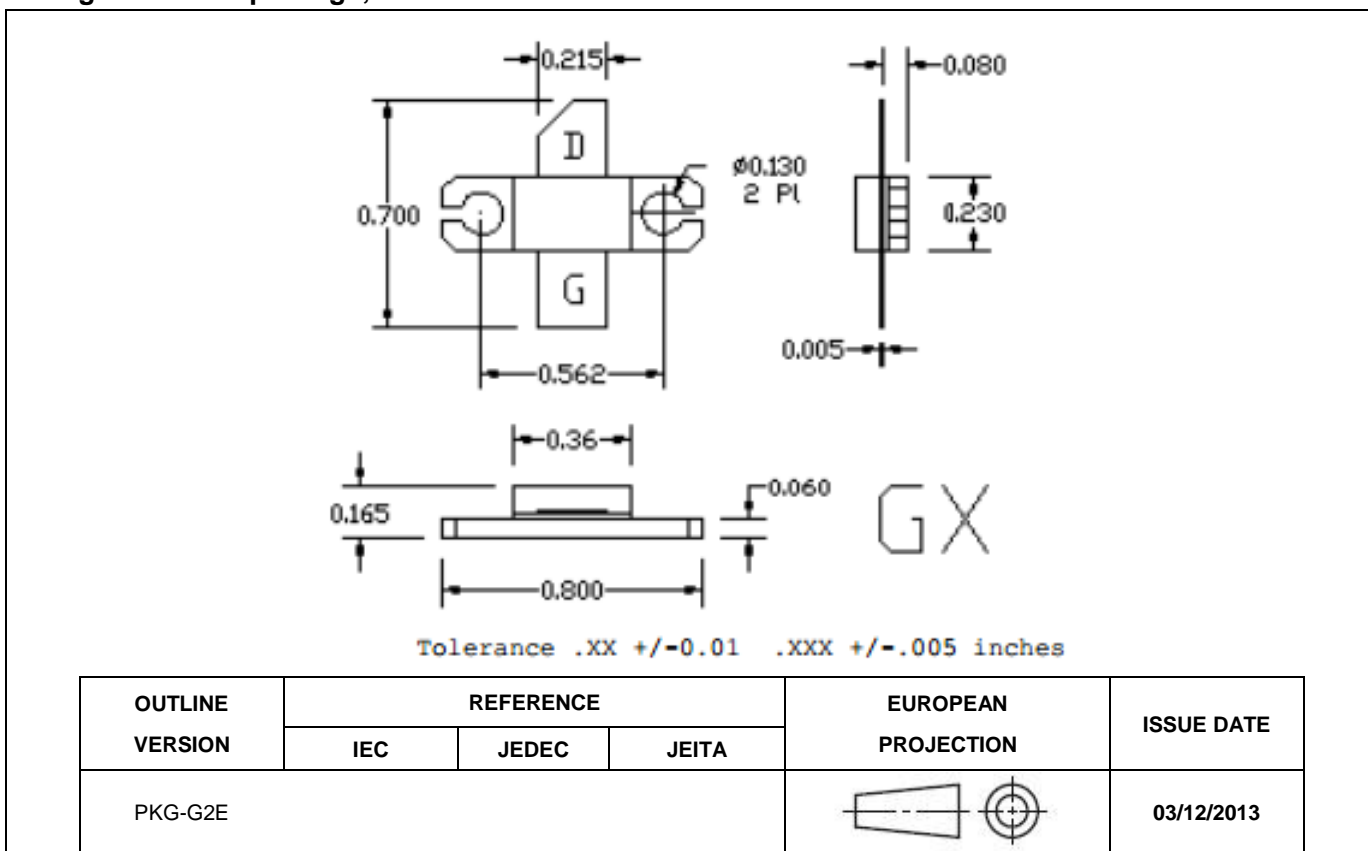 0.215
0.080
D
Ø0.130
2 Pl
0.700
0.230
G
0.005
0.562
0.36
0.060
0.165
GX
0.800
Tolerance .XX +/-0.01 .XXX +/-.005 inches
OUTLINE VERSION
REFERENCE
EUROPEAN PROJECTION
ISSUE DATE
IEC
JEDEC
JEITA
PKG-G2E
03/12/2013